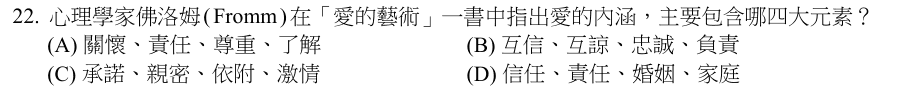 22. 心理學家佛洛姆(Fromm)在「愛的藝術」一書中指出愛的內涵，主要包含哪四大元素？
(A) 關懷、責任、尊重、了解 (B) 互信、互諒、忠誠、負責
(C) 承諾、親密、依附、激情 (D) 信任、責任、婚姻、家庭